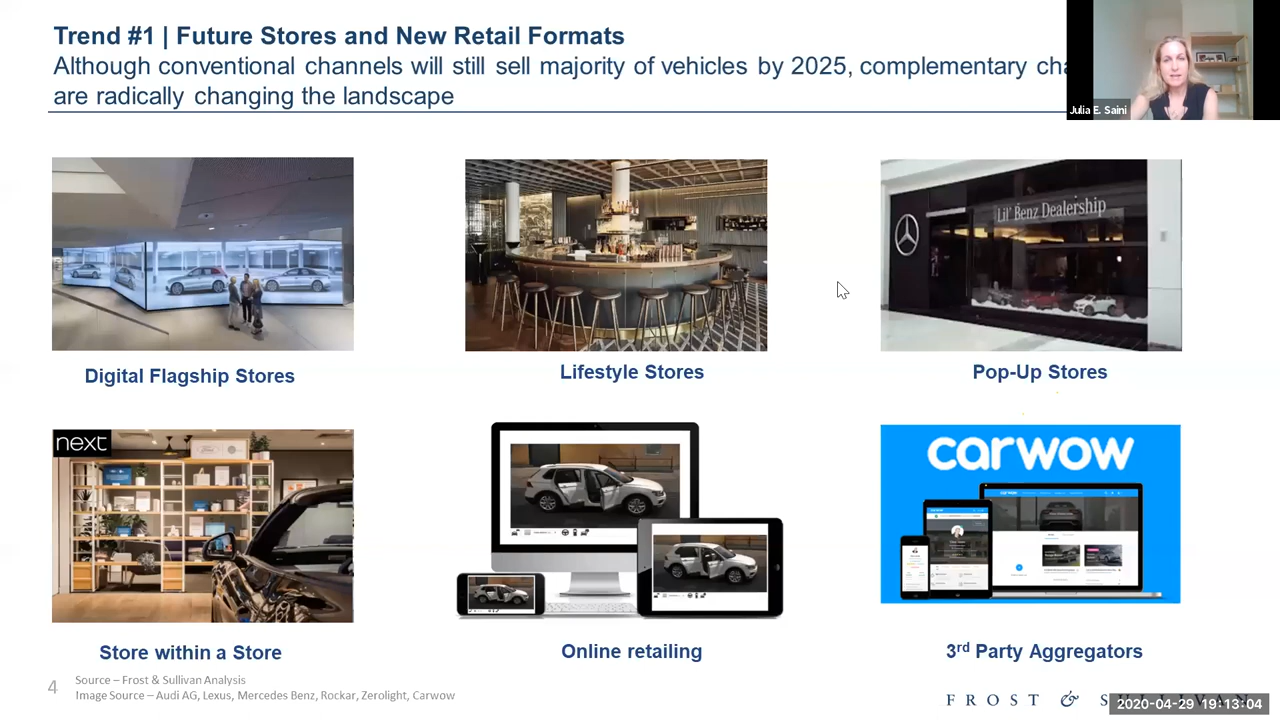 Trend #1 | Future Stores and New Retail Formats
Although conventional channels will still sell majority of vehicles by 2025, complementary
are radically changing the landscape
Julia E. Saini
Lil' Benz Dealership
Digital Flagship Stores
Lifestyle Stores
Pop-Up Stores
next
carwow
carwow
Store within a Store
Online retailing
3rd Party Aggregators
4
Source – Frost & Sullivan Analysis
Image Source – Audi AG, Lexus, Mercedes Benz, Rockar, Zerolight, Carwow
FROST & SULLIVAN
2020-04-29 19:13:04